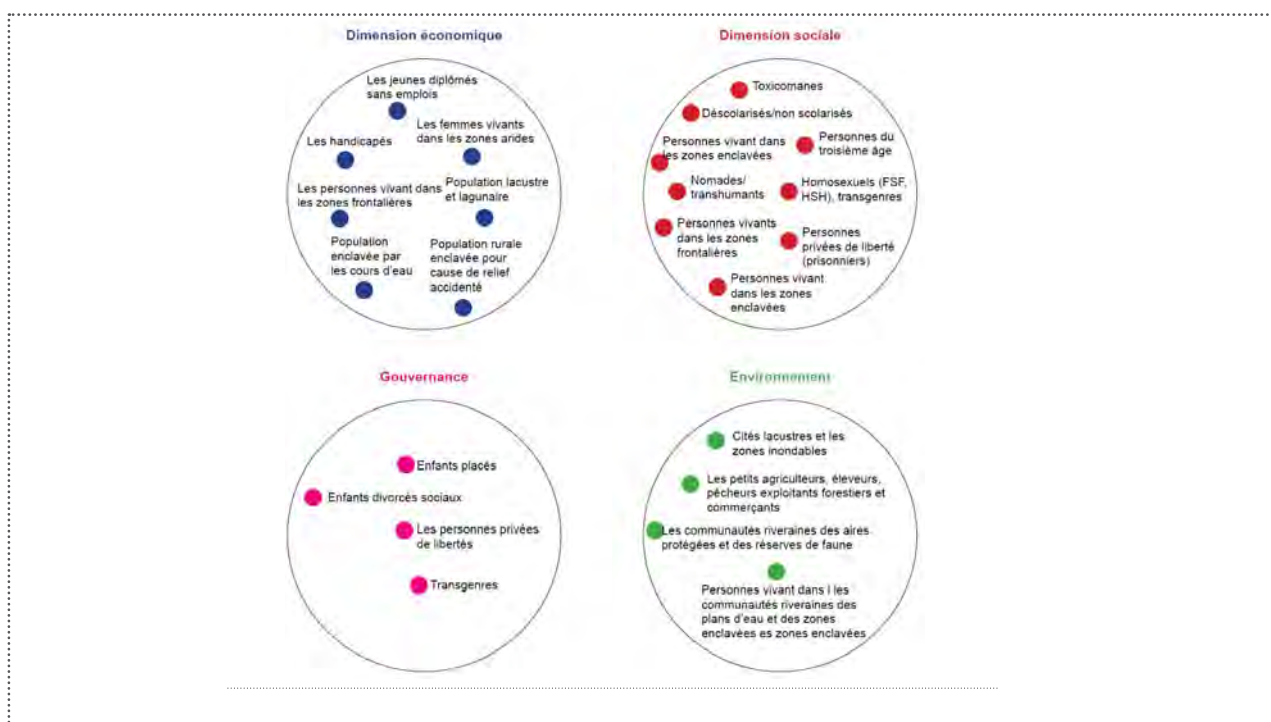 Dimension économique
Les jeunes diplômés
sans emplois
Les femmes vivants
dans les zones arides
Les handicapés
Les personnes vivant dans
les zones frontalières
Population lacustre
et lagunaire
Population
enclavée par
les cours d'eau
Population rurale
enclavée pour
cause de relief
accidenté
Dimension sociale
Toxicomanes
Déscolarisés/non scolarisés
Personnes vivant dans
les zones enclavées
Personnes du
troisième âge
Nomades/
transhumants
Homosexuels (FSF,
HSH), transgenres
Personnes vivants
dans les zones
frontalières
Personnes
privées de liberté
(prisonniers)
Personnes vivant
dans les zones
enclavées
Gouvernance
Enfants placés
Enfants divorcés sociaux
Les personnes privées
de libertés
Transgenres
Environnement
Cités lacustres et les
zones inondables
Les petits agriculteurs, éleveurs,
pêcheurs exploitants forestiers et
commerçants
Les communautés riveraines des aires
protégées et des réserves de faune
Personnes vivant dans l les
communautés riveraines des
plans d'eau et des zones
enclavées es zones enclavées